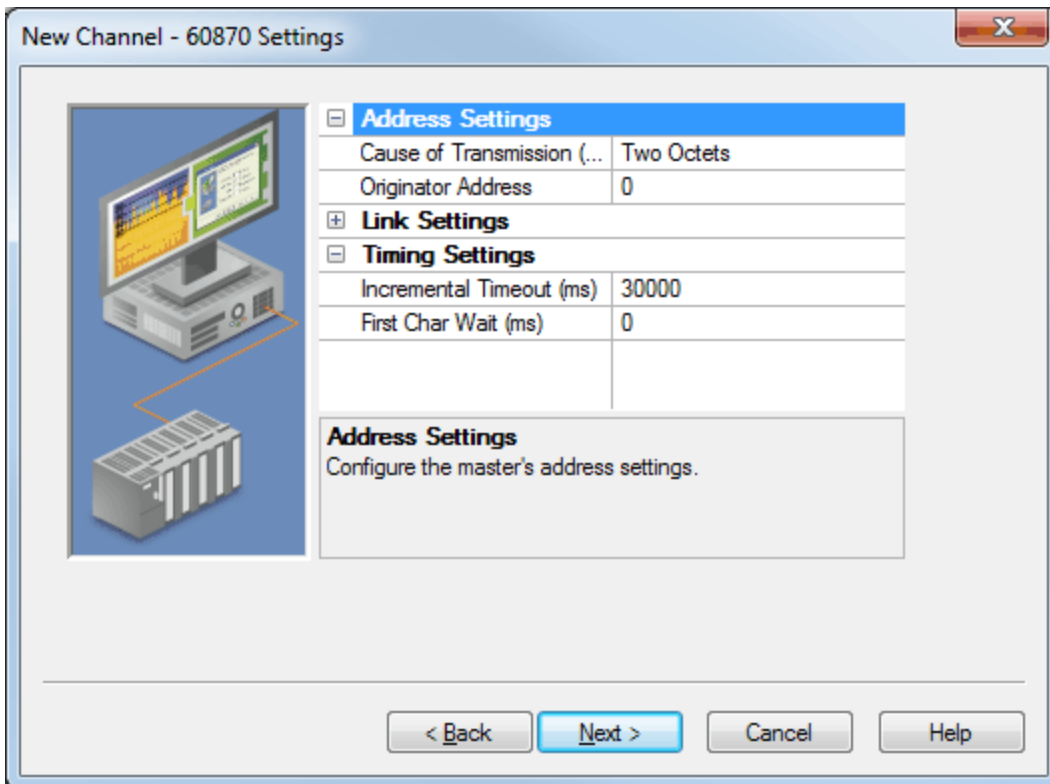 New Channel - 60870 Settings
Address Settings
Cause of Transmission (... Two Octets
Originator Address 0
Link Settings
Timing Settings
Incremental Timeout (ms) 30000
First Char Wait (ms) 0
Address Settings
Configure the master's address settings.
< Back Next > Cancel Help